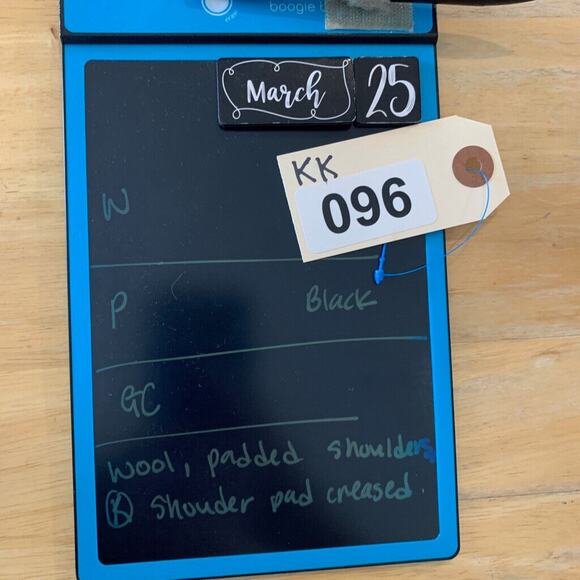 boogie
March 25
KK
096
W
P Black
GC
Wool, padded shoulders,
Ⓚ shouder pad creased.